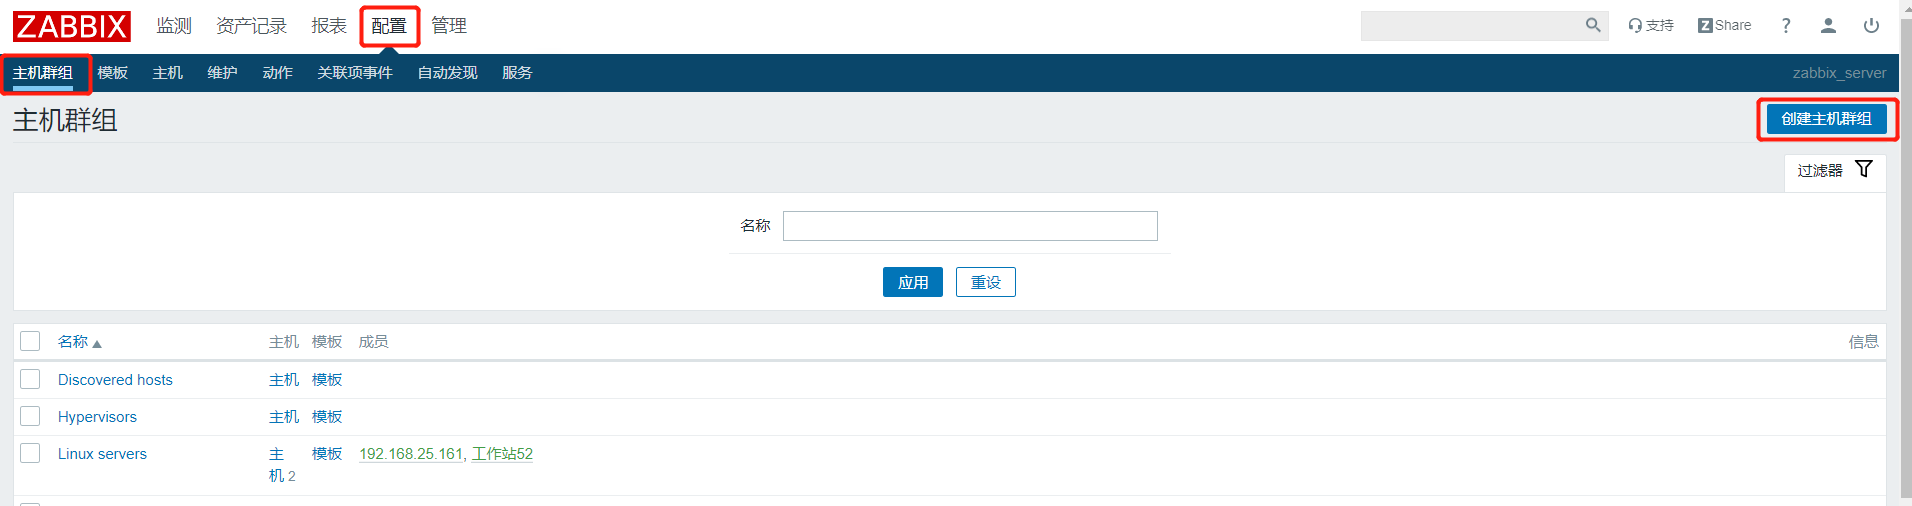 ZABBIX 监测 资产记录 报表 配置 管理 支持 Z Share ?
主机群组 模板 主机 维护 动作 关联项事件 自动发现 服务 zabbix_server
主机群组 创建主机群组
过滤器
名称
应用 重设
名称 主机 模板 成员 信息
Discovered hosts 主机 模板
Hypervisors 主机 模板
Linux servers 主 模板 192.168.25.161, 工作站52
机 2